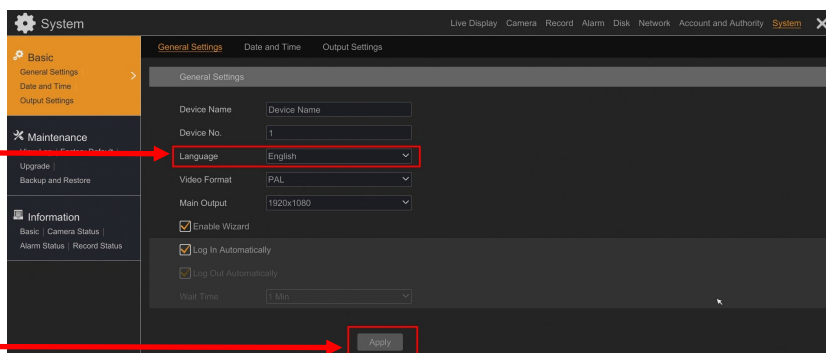 System
Live Display Camera Record Alarm Disk Network Account and Authority System
Basic
General Settings
Date and Time
Output Settings
Maintenance
Upgrade |
Backup and Restore
Information
Basic | Camera Status |
Alarm Status | Record Status
General Settings Date and Time Output Settings
General Settings
Device Name Device Name
Device No. 1
Language English
Video Format PAL
Main Output 1920x1080
Enable Wizard
Log In Automatically
Log Out Automatically
Wait Time 1 Min
Apply